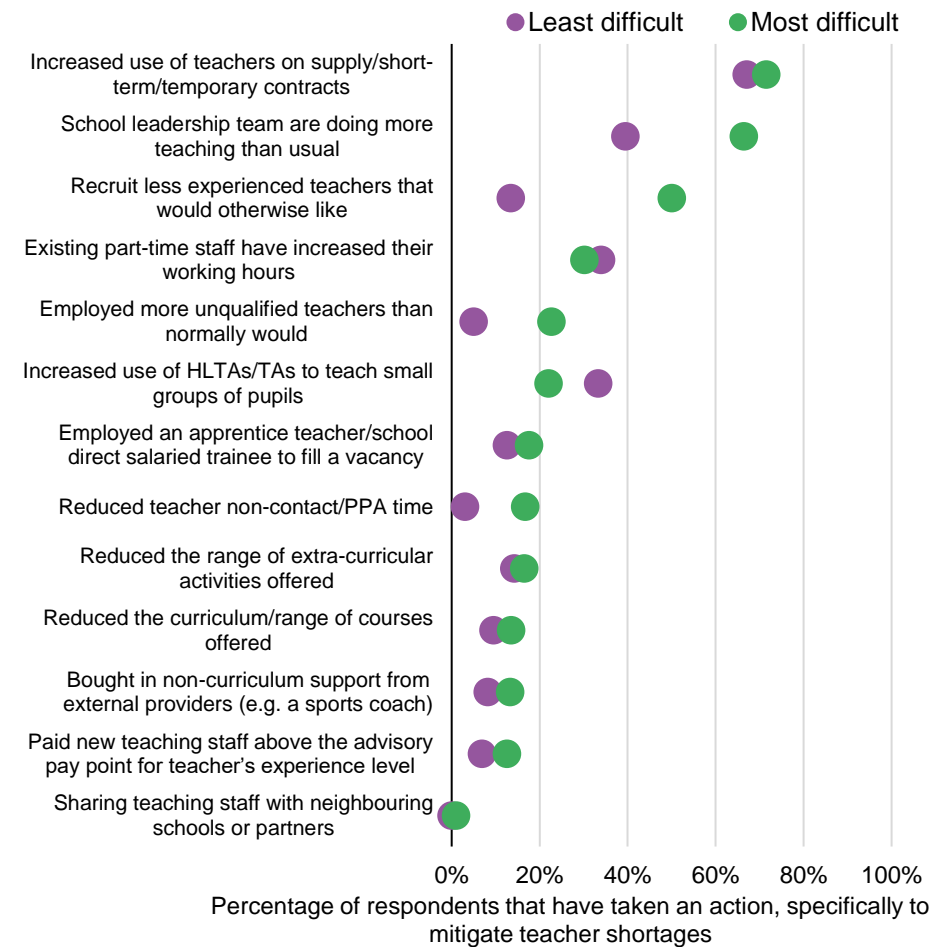 Least difficult
Most difficult
Increased use of teachers on supply/short-
term/temporary contracts
School leadership team are doing more
teaching than usual
Recruit less experienced teachers that
would otherwise like
Existing part-time staff have increased their
working hours
Employed more unqualified teachers than
normally would
Increased use of HLTAs/TAs to teach small
groups of pupils
Employed an apprentice teacher/school
direct salaried trainee to fill a vacancy
Reduced teacher non-contact/PPA time
Reduced the range of extra-curricular
activities offered
Reduced the curriculum/range of courses
offered
Bought in non-curriculum support from
external providers (e.g. a sports coach)
Paid new teaching staff above the advisory
pay point for teacher’s experience level
Sharing teaching staff with neighbouring
schools or partners
0% 20% 40% 60% 80% 100%
Percentage of respondents that have taken an action, specifically to
mitigate teacher shortages